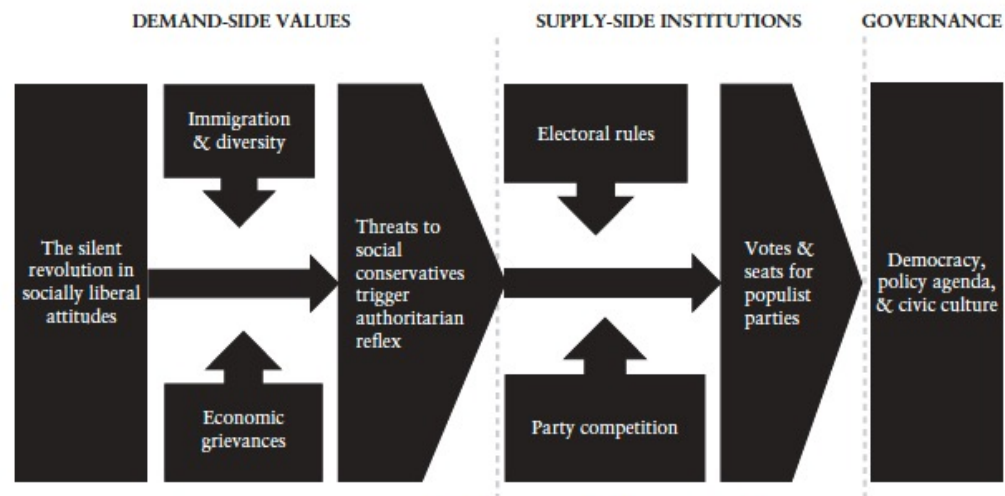 DEMAND-SIDE VALUES
SUPPLY-SIDE INSTITUTIONS
GOVERNANCE
The silent
revolution in
socially liberal
attitudes
Immigration
& diversity
Economic
grievances
Threats to
social
conservatives
trigger
authoritarian
reflex
Electoral rules
Party competition
Votes &
seats for
populist
parties
Democracy,
policy agenda,
& civic culture